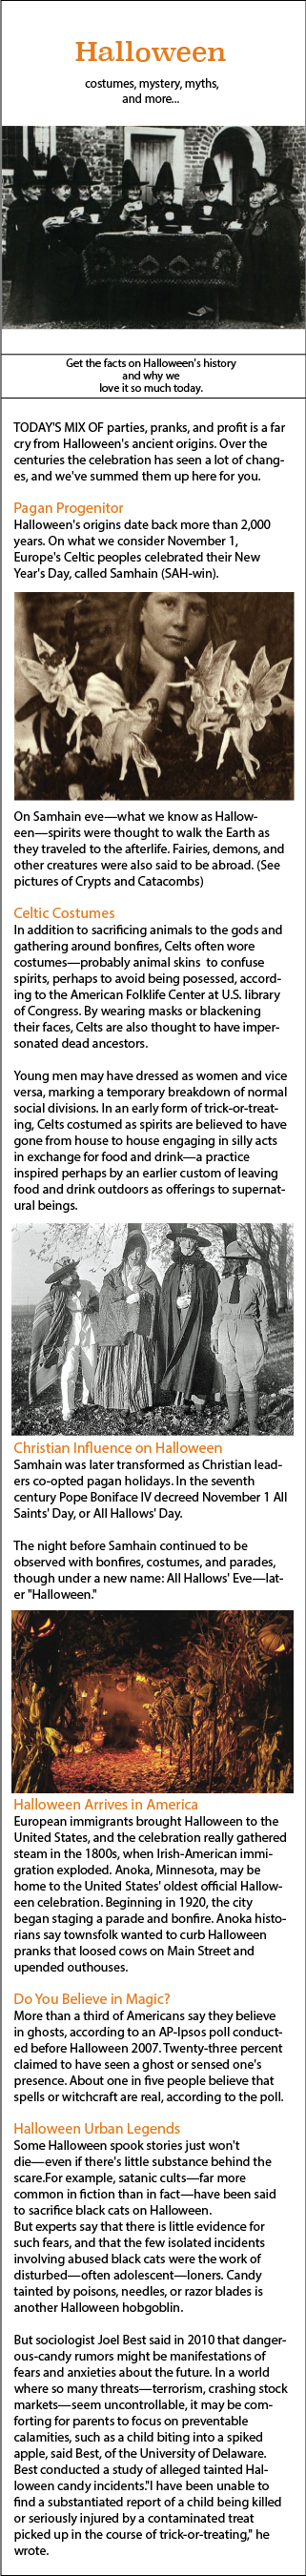 Halloween
costumes, mystery, myths,
and more...
Get the facts on Halloween's history
and why we
love it so much today.
TODAY'S MIX OF parties, pranks, and profit is a far
cry from Halloween's ancient origins. Over the
centuries the celebration has seen a lot of chang-
es, and we've summed them up here for you.
Pagan Progenitor
Halloween's origins date back more than 2,000
years. On what we consider November 1,
Europe's Celtic peoples celebrated their New
Year's Day, called Samhain (SAH-win).
On Samhain eve—what we know as Hallow-
een—spirits were thought to walk the Earth as
they traveled to the afterlife. Fairies, demons, and
other creatures were also said to be abroad. (See
pictures of Crypts and Catacombs)
Celtic Costumes
In addition to sacrificing animals to the gods and
gathering around bonfires, Celts often wore
costumes—probably animal skins  to confuse
spirits, perhaps to avoid being posessed, accord-
ing to the American Folklife Center at U.S. library
of Congress. By wearing masks or blackening
their faces, Celts are also thought to have imper-
sonated dead ancestors.
Young men may have dressed as women and vice
versa, marking a temporary breakdown of normal
social divisions. In an early form of trick-or-treat-
ing, Celts costumed as spirits are believed to have
gone from house to house engaging in silly acts
in exchange for food and drink—a practice
inspired perhaps by an earlier custom of leaving
food and drink outdoors as offerings to supernat-
ural beings.
Christian Influence on Halloween
Samhain was later transformed as Christian lead-
ers co-opted pagan holidays. In the seventh
century Pope Boniface IV decreed November 1 All
Saints' Day, or All Hallows' Day.
The night before Samhain continued to be
observed with bonfires, costumes, and parades,
though under a new name: All Hallows' Eve—lat-
er "Halloween."
Halloween Arrives in America
European immigrants brought Halloween to the
United States, and the celebration really gathered
steam in the 1800s, when Irish-American immi-
gration exploded. Anoka, Minnesota, may be
home to the United States' oldest official Hallow-
een celebration. Beginning in 1920, the city
began staging a parade and bonfire. Anoka histo-
rians say townsfolk wanted to curb Halloween
pranks that loosed cows on Main Street and
upended outhouses.
Do You Believe in Magic?
More than a third of Americans say they believe
in ghosts, according to an AP-Ipsos poll conduct-
ed before Halloween 2007. Twenty-three percent
claimed to have seen a ghost or sensed one's
presence. About one in five people believe that
spells or witchcraft are real, according to the poll.
Halloween Urban Legends
Some Halloween spook stories just won't
die—even if there's little substance behind the
scare.For example, satanic cults—far more
common in fiction than in fact—have been said
to sacrifice black cats on Halloween.
But experts say that there is little evidence for
such fears, and that the few isolated incidents
involving abused black cats were the work of
disturbed—often adolescent—loners. Candy
tainted by poisons, needles, or razor blades is
another Halloween hobgoblin.
But sociologist Joel Best said in 2010 that danger-
ous-candy rumors might be manifestations of
fears and anxieties about the future. In a world
where so many threats—terrorism, crashing stock
markets—seem uncontrollable, it may be com-
forting for parents to focus on preventable
calamities, such as a child biting into a spiked
apple, said Best, of the University of Delaware.
Best conducted a study of alleged tainted Hal-
loween candy incidents."I have been unable to
find a substantiated report of a child being killed
or seriously injured by a contaminated treat
picked up in the course of trick-or-treating," he
wrote.